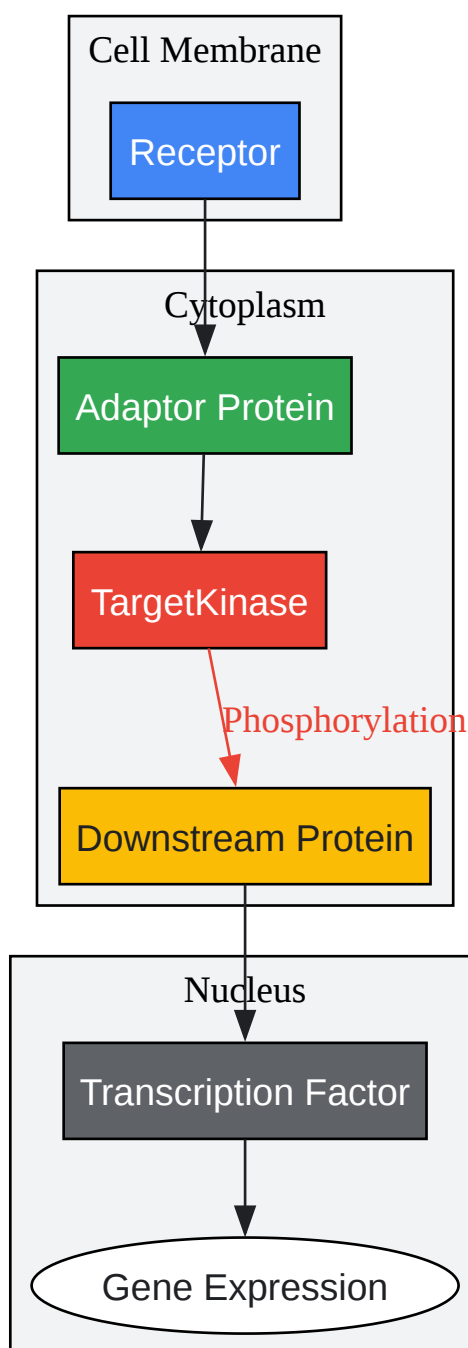 Cell Membrane
Receptor
Cytoplasm
Adaptor Protein
TargetKinase
Phosphorylation
Downstream Protein
Nucleus
Transcription Factor
Gene Expression